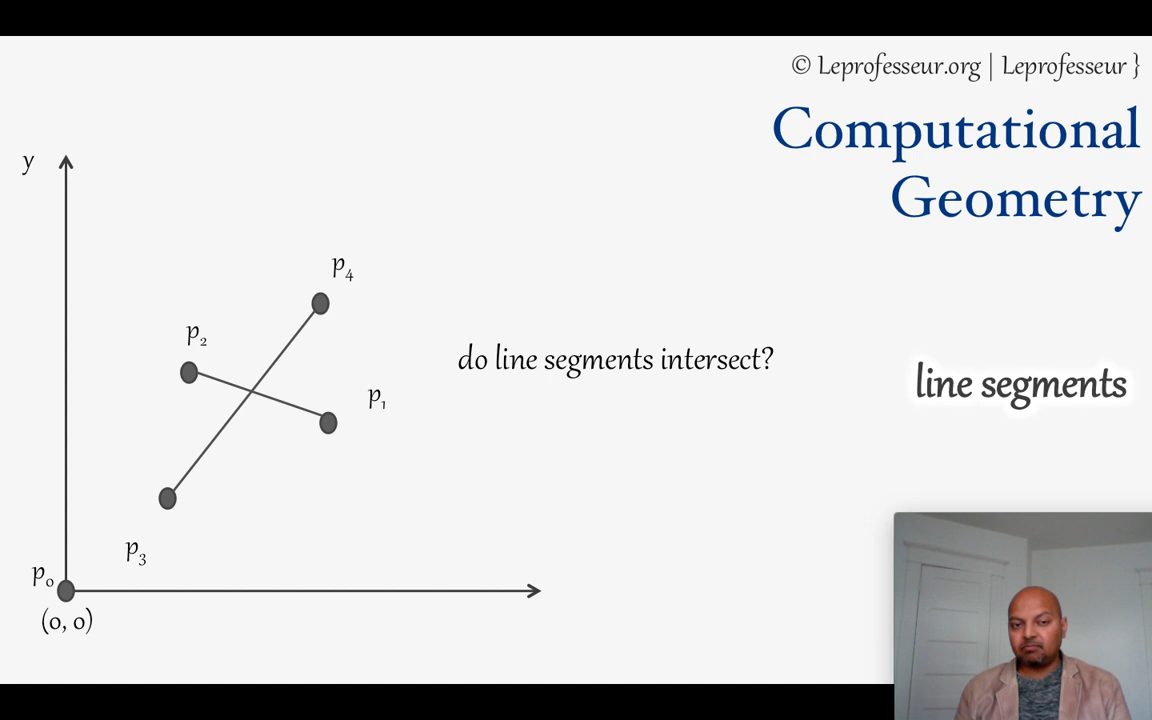 © Leprofesseur.org | Leprofesseur }
Computational
Geometry
y
p₄
p₂
do line segments intersect?
line segments
p₁
p₃
p₀
(0, 0)